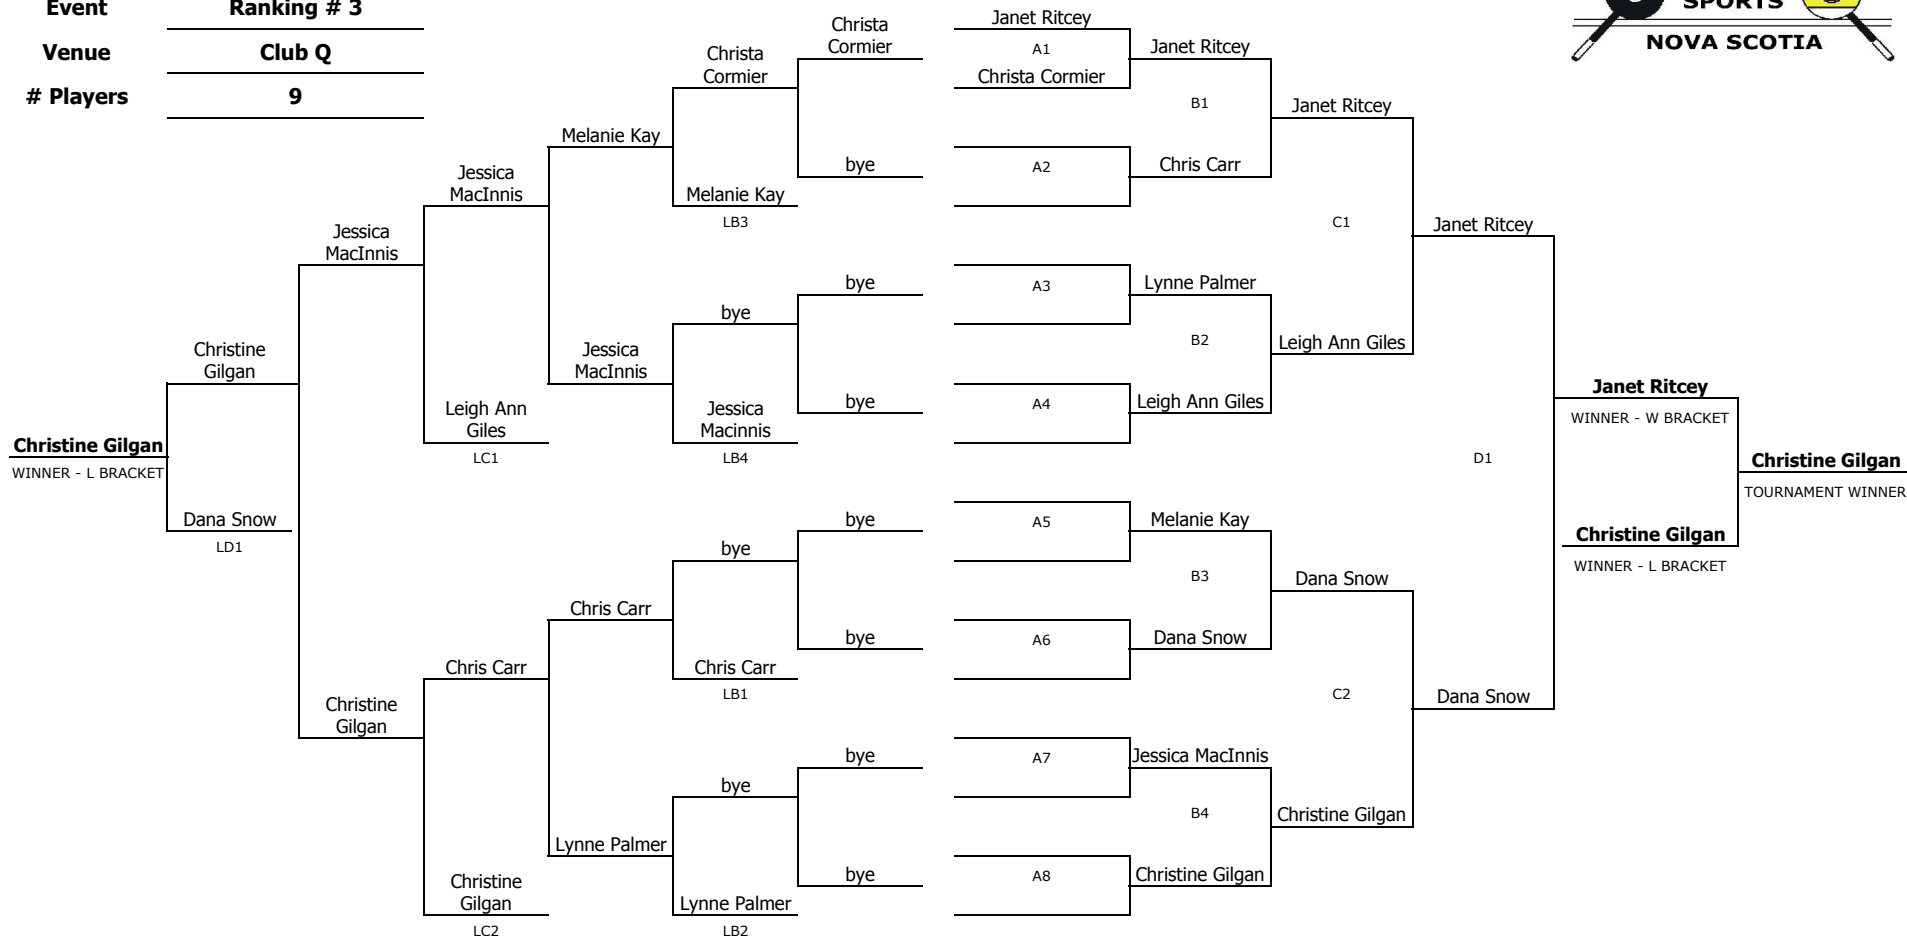 Event Ranking # 3
Venue Club Q
# Players 9
SPORTS
NOVA SCOTIA
Janet Ritcey
A1
Christa Cormier
A2
A3
A4
A5
A6
A7
A8
Janet Ritcey
B1
Chris Carr
Lynne Palmer
B2
Leigh Ann Giles
Melanie Kay
B3
Dana Snow
Jessica MacInnis
B4
Christine Gilgan
Janet Ritcey
C1
Leigh Ann Giles
Dana Snow
C2
Christine Gilgan
Janet Ritcey
D1
Dana Snow
Janet Ritcey
WINNER - W BRACKET
Christine Gilgan
WINNER - L BRACKET
Christine Gilgan
TOURNAMENT WINNER
Christa
Cormier
bye
bye
bye
bye
bye
bye
bye
Christa
Cormier
Melanie Kay
LB3
bye
Jessica
Macinnis
LB4
bye
Chris Carr
LB1
bye
Lynne Palmer
LB2
Melanie Kay
Jessica
MacInnis
Chris Carr
Lynne Palmer
Jessica
MacInnis
Leigh Ann
Giles
LC1
Chris Carr
Christine
Gilgan
LC2
Jessica
MacInnis
Christine
Gilgan
Christine
Gilgan
Dana Snow
LD1
Christine Gilgan
WINNER - L BRACKET